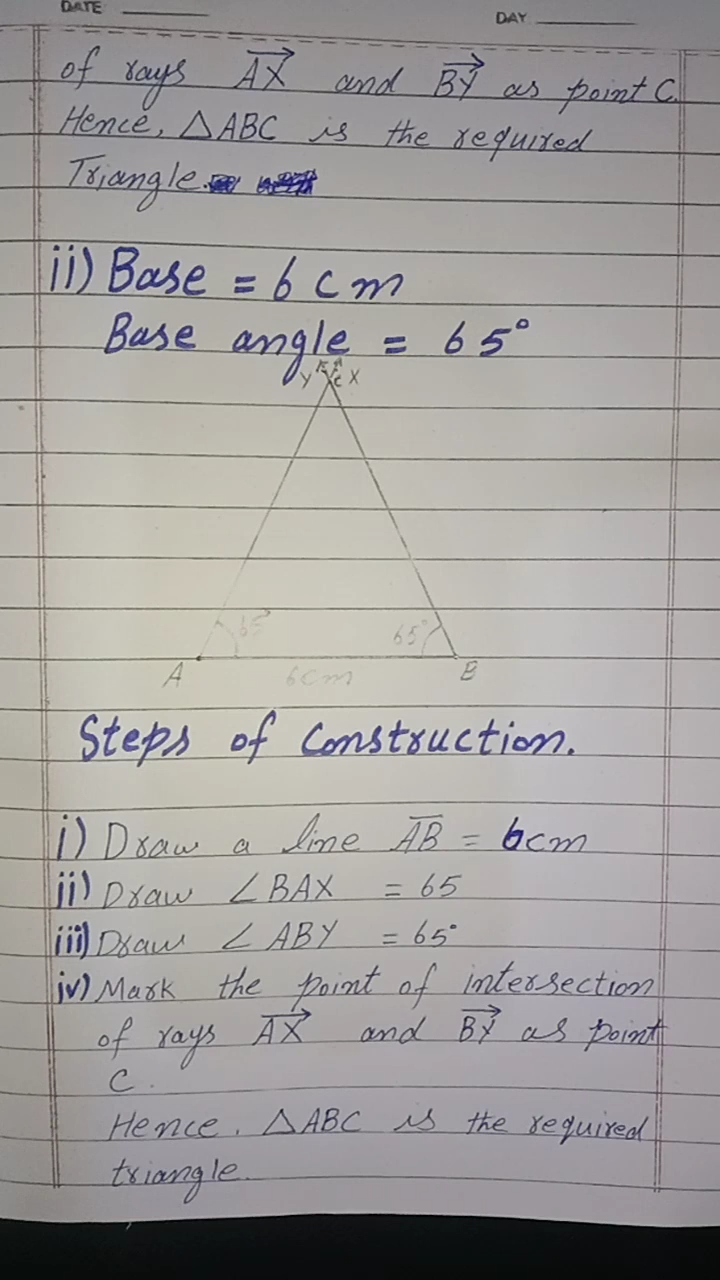 DATE
DAY
of rays AX and BY as point C.
Hence, △ABC is the required
Triangle.
ii) Base = 6 cm
Base angle = 65°
Y C X
65°
65°
A
6cm
B
Steps of Construction.
i) Draw a line AB = 6cm
ii) Draw ∠BAX = 65
iii) Draw ∠ABY = 65°
iv) Mark the point of intersection
of rays AX and BY as point
C.
Hence, △ABC is the required
triangle.